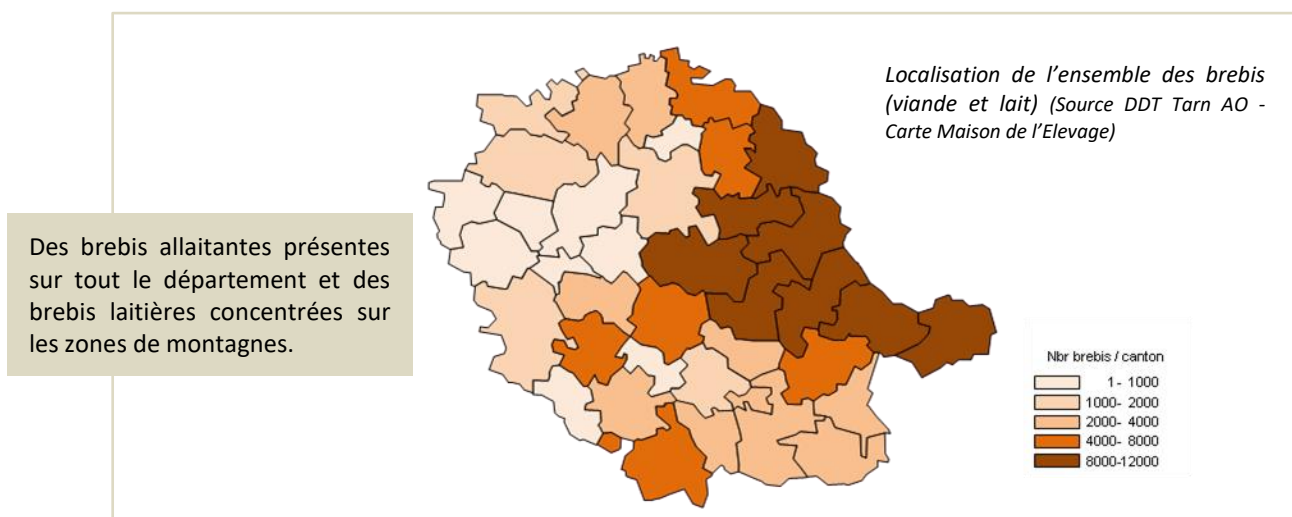 Localisation de l’ensemble des brebis
(viande et lait) (Source DDT Tarn AO -
Carte Maison de l’Elevage)
Des brebis allaitantes présentes
sur tout le département et des
brebis laitières concentrées sur
les zones de montagnes.
Nbr brebis / canton
1- 1000
1000- 2000
2000- 4000
4000- 8000
8000-12000